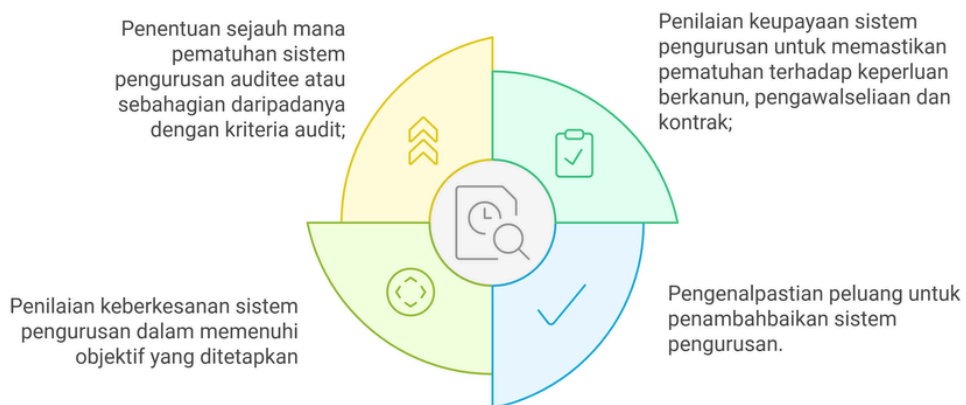 Penentuan sejauh mana
pematuhan sistem
pengurusan auditee atau
sebahagian daripadanya
dengan kriteria audit;
Penilaian keupayaan sistem
pengurusan untuk memastikan
pematuhan terhadap keperluan
berkanun, pengawalseliaan dan
kontrak;
Penilaian keberkesanan sistem
pengurusan dalam memenuhi
objektif yang ditetapkan
Pengenalpastian peluang untuk
penambahbaikan sistem
pengurusan.